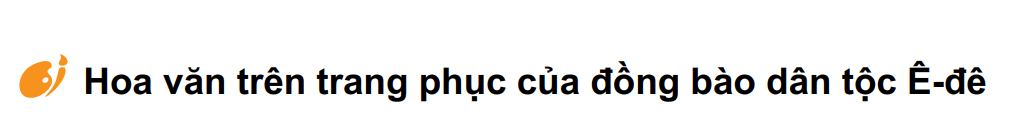 Hoa văn trên trang phục của đồng bào dân tộc Ê-đê